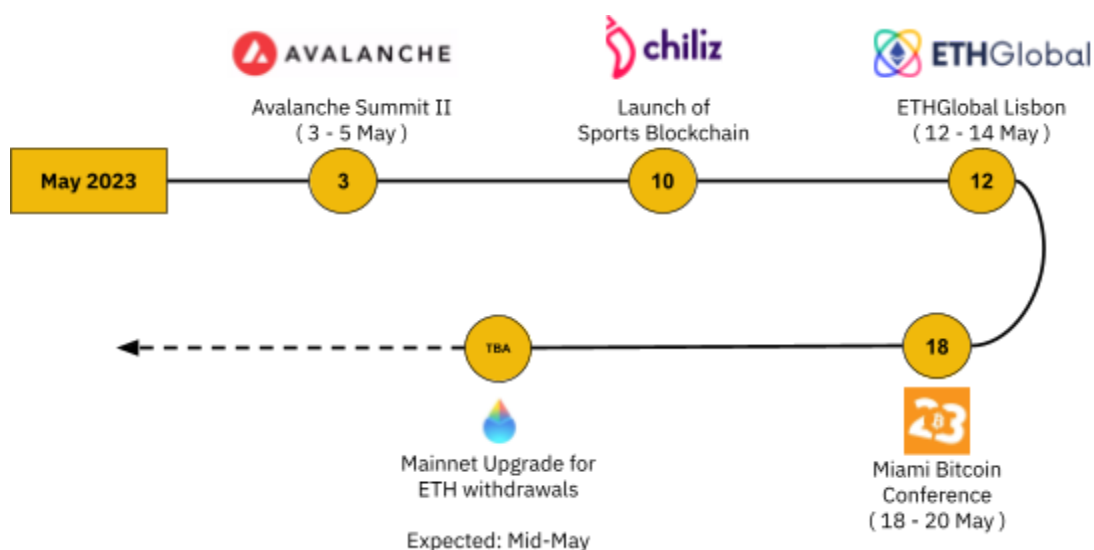 AVALANCHE
Avalanche Summit II
( 3 - 5 May )
chiliz
Launch of
Sports Blockchain
ETHGlobal
ETHGlobal Lisbon
( 12 - 14 May )
May 2023
3
10
12
TBA
18
Mainnet Upgrade for
ETH withdrawals
Expected: Mid-May
23
Miami Bitcoin
Conference
( 18 - 20 May )